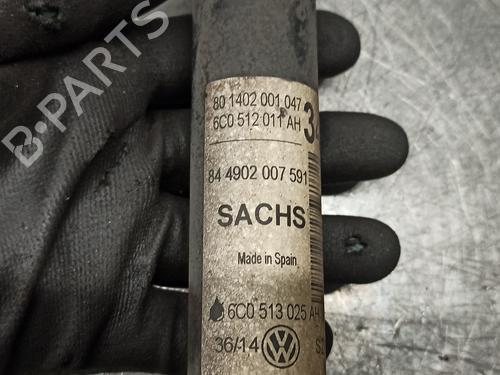 B-PARTS
80 1402 001 047
6C0 512 011 AH
84 4902 007 591
SACHS
Made in Spain
6C0 513 025 AH
36/14